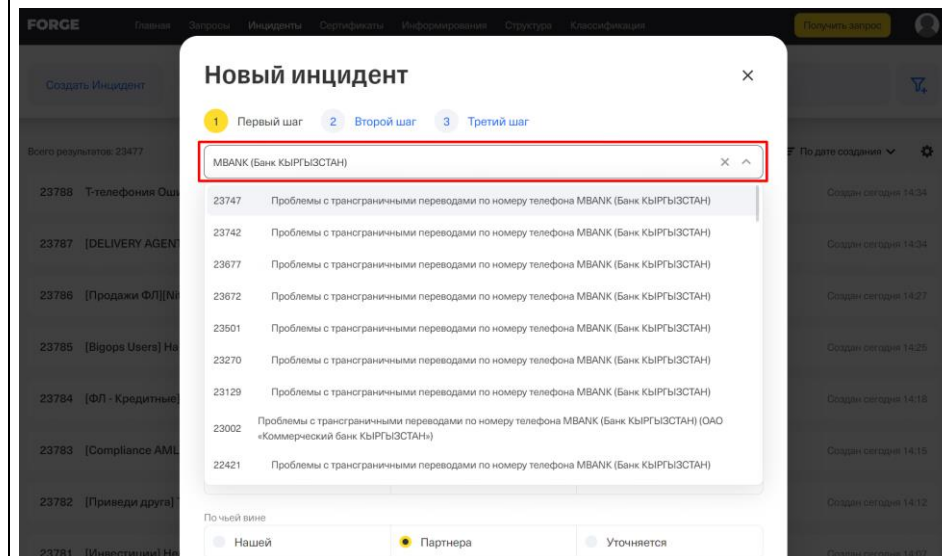 FORGE Главная Запросы Инциденты Сертификаты Информирования Структура Классификация Получить запрос
Новый инцидент
Создать Инцидент
1 Первый шаг 2 Второй шаг 3 Третий шаг
Всего результатов: 23477
По дате создания
MBANK (Банк КЫРГЫЗСТАН)
23747 Проблемы с трансграничными переводами по номеру телефона MBANK (Банк КЫРГЫЗСТАН)
23742 Проблемы с трансграничными переводами по номеру телефона MBANK (Банк КЫРГЫЗСТАН)
23677 Проблемы с трансграничными переводами по номеру телефона MBANK (Банк КЫРГЫЗСТАН)
23672 Проблемы с трансграничными переводами по номеру телефона MBANK (Банк КЫРГЫЗСТАН)
23501 Проблемы с трансграничными переводами по номеру телефона MBANK (Банк КЫРГЫЗСТАН)
23270 Проблемы с трансграничными переводами по номеру телефона MBANK (Банк КЫРГЫЗСТАН)
23129 Проблемы с трансграничными переводами по номеру телефона MBANK (Банк КЫРГЫЗСТАН)
23002 Проблемы с трансграничными переводами по номеру телефона MBANK (Банк КЫРГЫЗСТАН) (ОАО
«Коммерческий банк КЫРГЫЗСТАН»)
22421 Проблемы с трансграничными переводами по номеру телефона MBANK (Банк КЫРГЫЗСТАН)
23788 Т-телефония Создан сегодня 14:34
23787 [DELIVERY AGENT Создан сегодня 14:34
23786 [Продажи ФЛ] Создан сегодня 14:27
23785 [Bigops Users] На Создан сегодня 14:25
23784 [ФЛ - Кредитные] Создан сегодня 14:18
23783 [Compliance AML Создан сегодня 14:15
23782 [Приведи друга] Создан сегодня 14:12
23781 [Инвестиции] Создан сегодня
По чьей вине
Нашей Партнера Уточняется